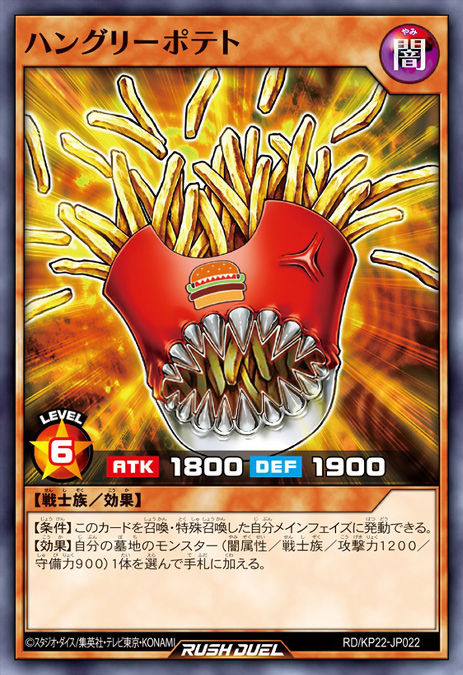 ハングリーポテト
やみ
闇
LEVEL
6
ATK 1800 DEF 1900
【戦士族／効果】
【条件】このカードを召喚・特殊召喚した自分メインフェイズに発動できる。
【効果】自分の墓地のモンスター（闇属性／戦士族／攻撃力1200／
守備力900）1体を選んで手札に加える。
©スタジオ・ダイス/集英社・テレビ東京・KONAMI
RUSH DUEL
RD/KP22-JP022